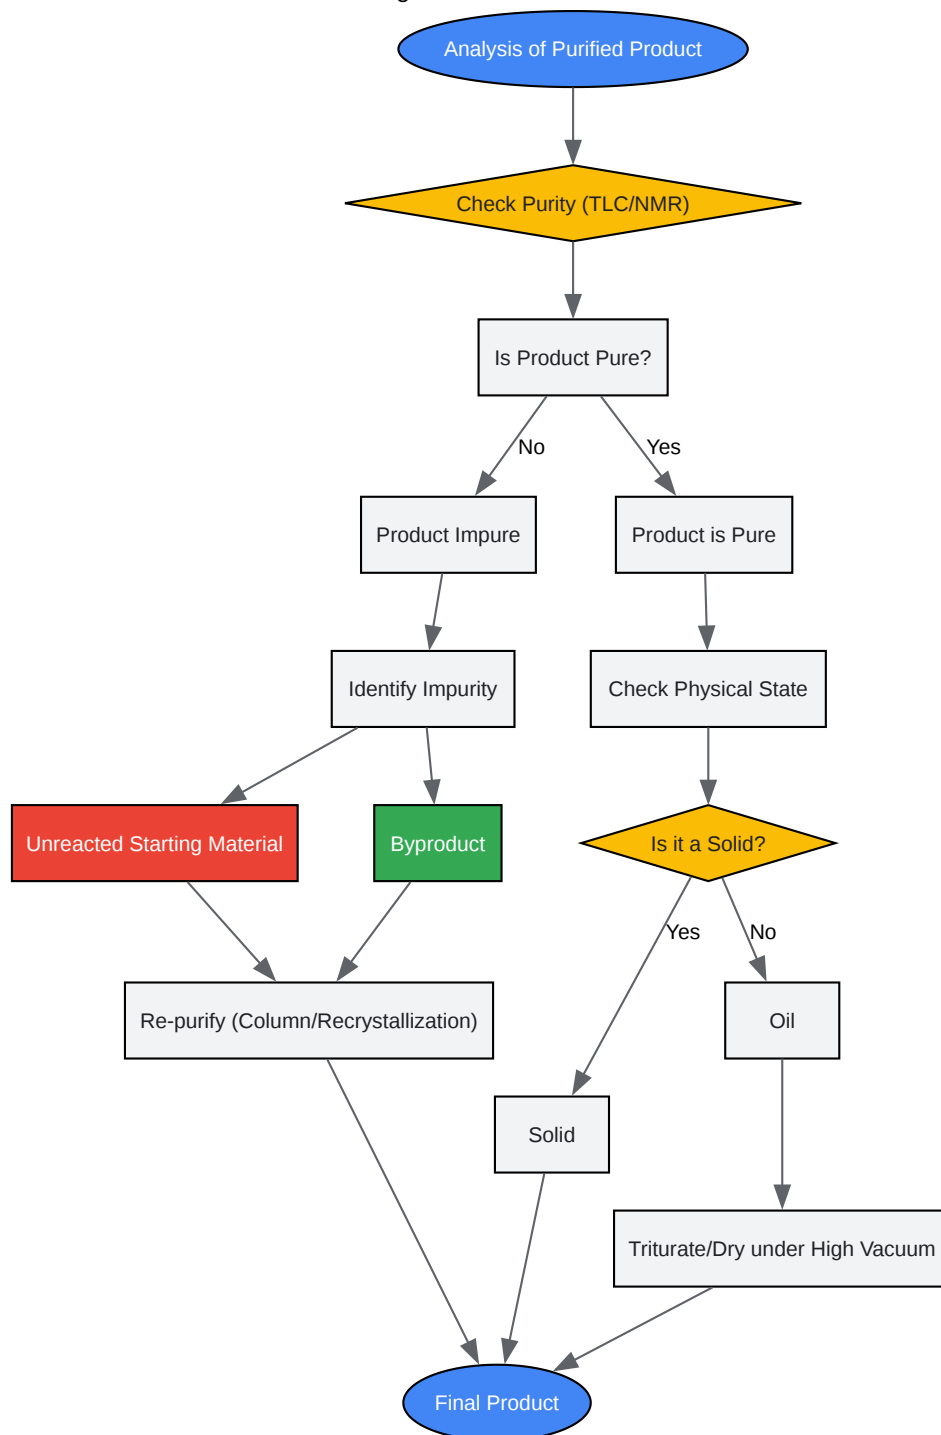 Analysis of Purified Product
Check Purity (TLC/NMR)
Is Product Pure?
No
Yes
Product Impure
Product is Pure
Identify Impurity
Check Physical State
Unreacted Starting Material
Byproduct
Is it a Solid?
Yes
No
Re-purify (Column/Recrystallization)
Oil
Solid
Triturate/Dry under High Vacuum
Final Product